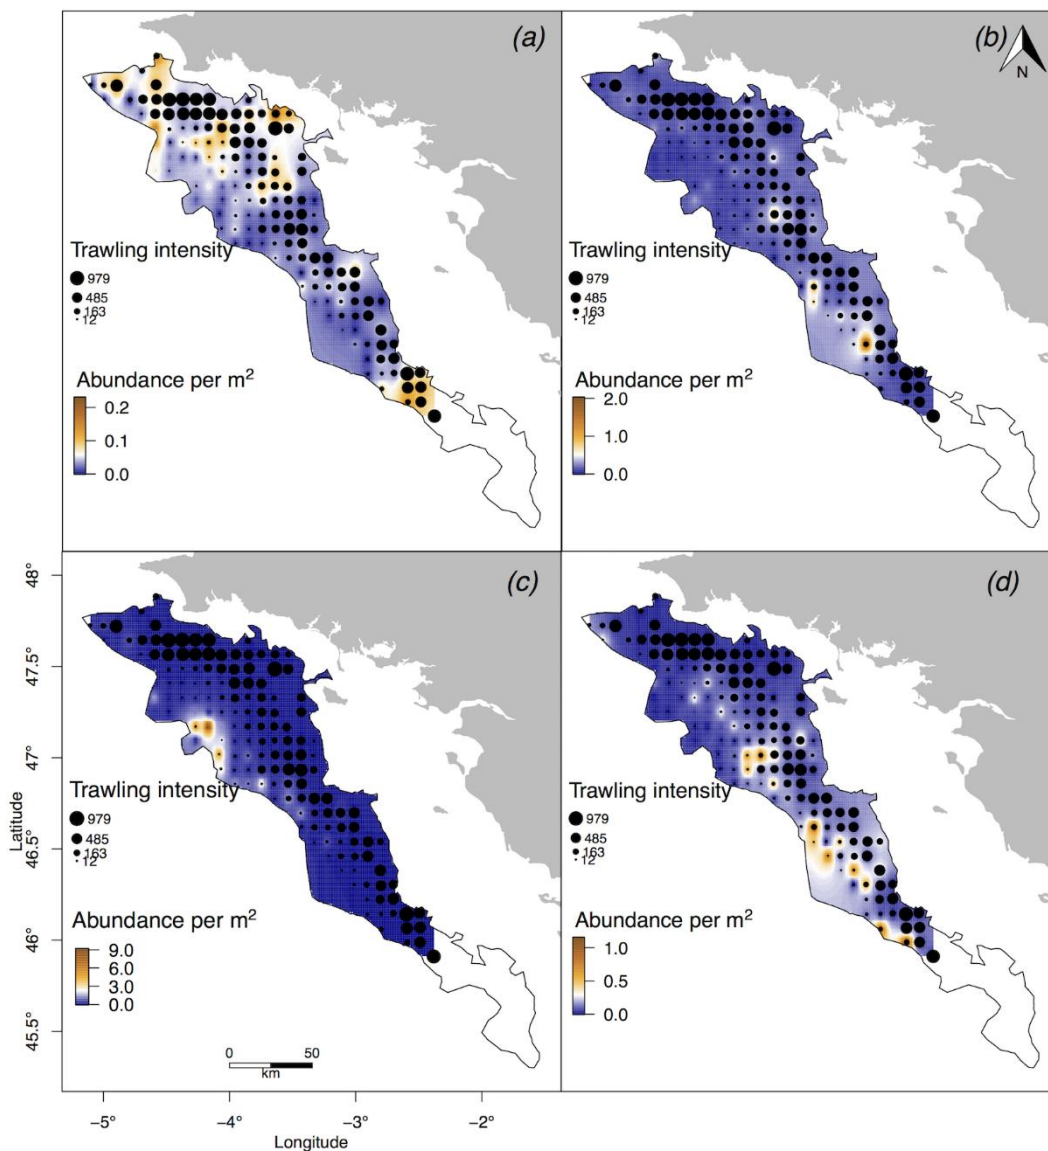 (a)
(b)
N
Trawling intensity
979
485
163
12
Abundance per m²
0.2
0.1
0.0
Trawling intensity
979
485
163
12
Abundance per m²
2.0
1.0
0.0
(c)
(d)
48°
47.5°
47°
46.5°
46°
45.5°
Latitude
Trawling intensity
979
485
163
12
Abundance per m²
9.0
6.0
3.0
0.0
0 50
km
Trawling intensity
979
485
163
12
Abundance per m²
1.0
0.5
0.0
−5° −4° −3° −2°
Longitude